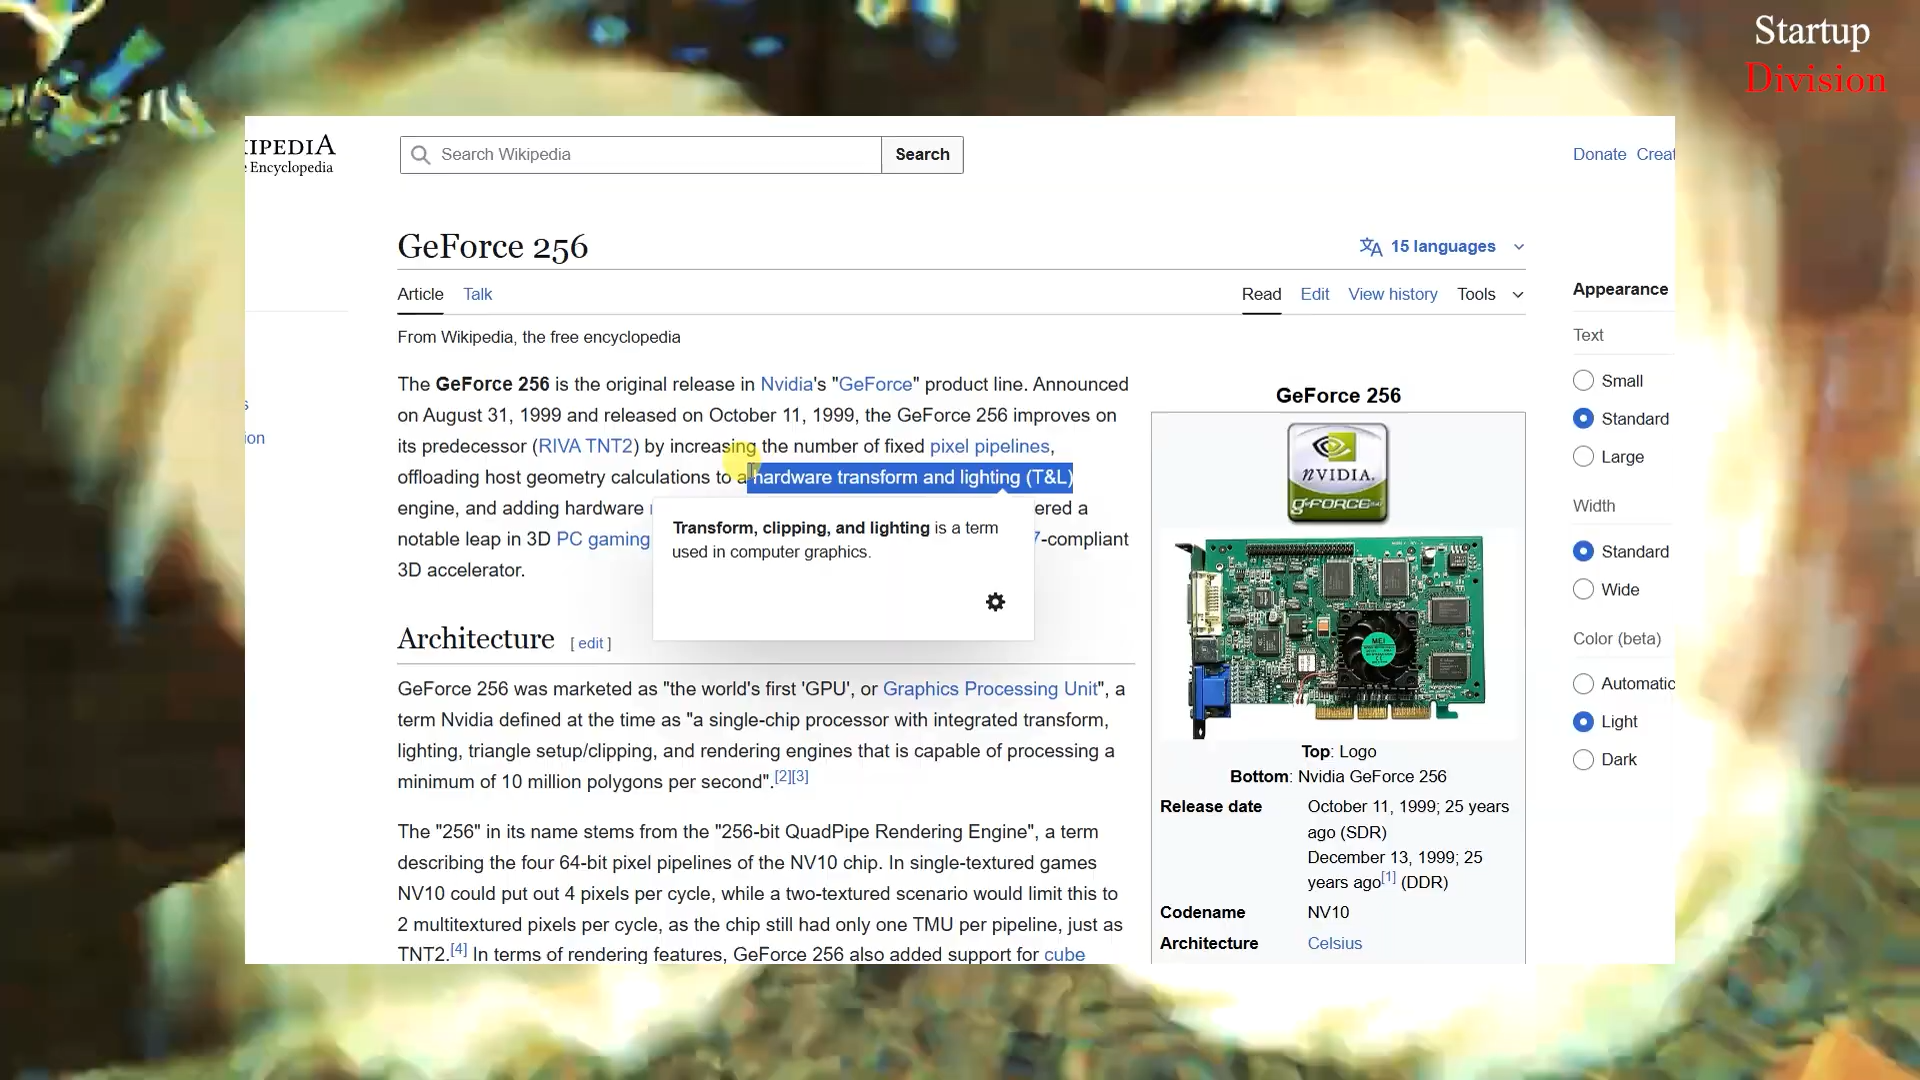 Startup
Division
IPEDIA
Encyclopedia
Search Wikipedia
Search
Donate Creat
GeForce 256
15 languages
Article Talk
Read Edit View history Tools
From Wikipedia, the free encyclopedia
The GeForce 256 is the original release in Nvidia's "GeForce" product line. Announced
on August 31, 1999 and released on October 11, 1999, the GeForce 256 improves on
its predecessor (RIVA TNT2) by increasing the number of fixed pixel pipelines,
offloading host geometry calculations to a hardware transform and lighting (T&L)
engine, and adding hardware ered a
notable leap in 3D PC gaming 7-compliant
3D accelerator.
Transform, clipping, and lighting is a term
used in computer graphics.
Architecture [ edit ]
GeForce 256 was marketed as "the world's first 'GPU', or Graphics Processing Unit", a
term Nvidia defined at the time as "a single-chip processor with integrated transform,
lighting, triangle setup/clipping, and rendering engines that is capable of processing a
minimum of 10 million polygons per second".[2][3]
The "256" in its name stems from the "256-bit QuadPipe Rendering Engine", a term
describing the four 64-bit pixel pipelines of the NV10 chip. In single-textured games
NV10 could put out 4 pixels per cycle, while a two-textured scenario would limit this to
2 multitextured pixels per cycle, as the chip still had only one TMU per pipeline, just as
TNT2.[4] In terms of rendering features, GeForce 256 also added support for cube
s
ion
GeForce 256
nVIDIA.
GeFORCE
MEI
Top: Logo
Bottom: Nvidia GeForce 256
Release date October 11, 1999; 25 years
ago (SDR)
December 13, 1999; 25
years ago[1] (DDR)
Codename NV10
Architecture Celsius
Appearance
Text
Small
Standard
Large
Width
Standard
Wide
Color (beta)
Automatic
Light
Dark